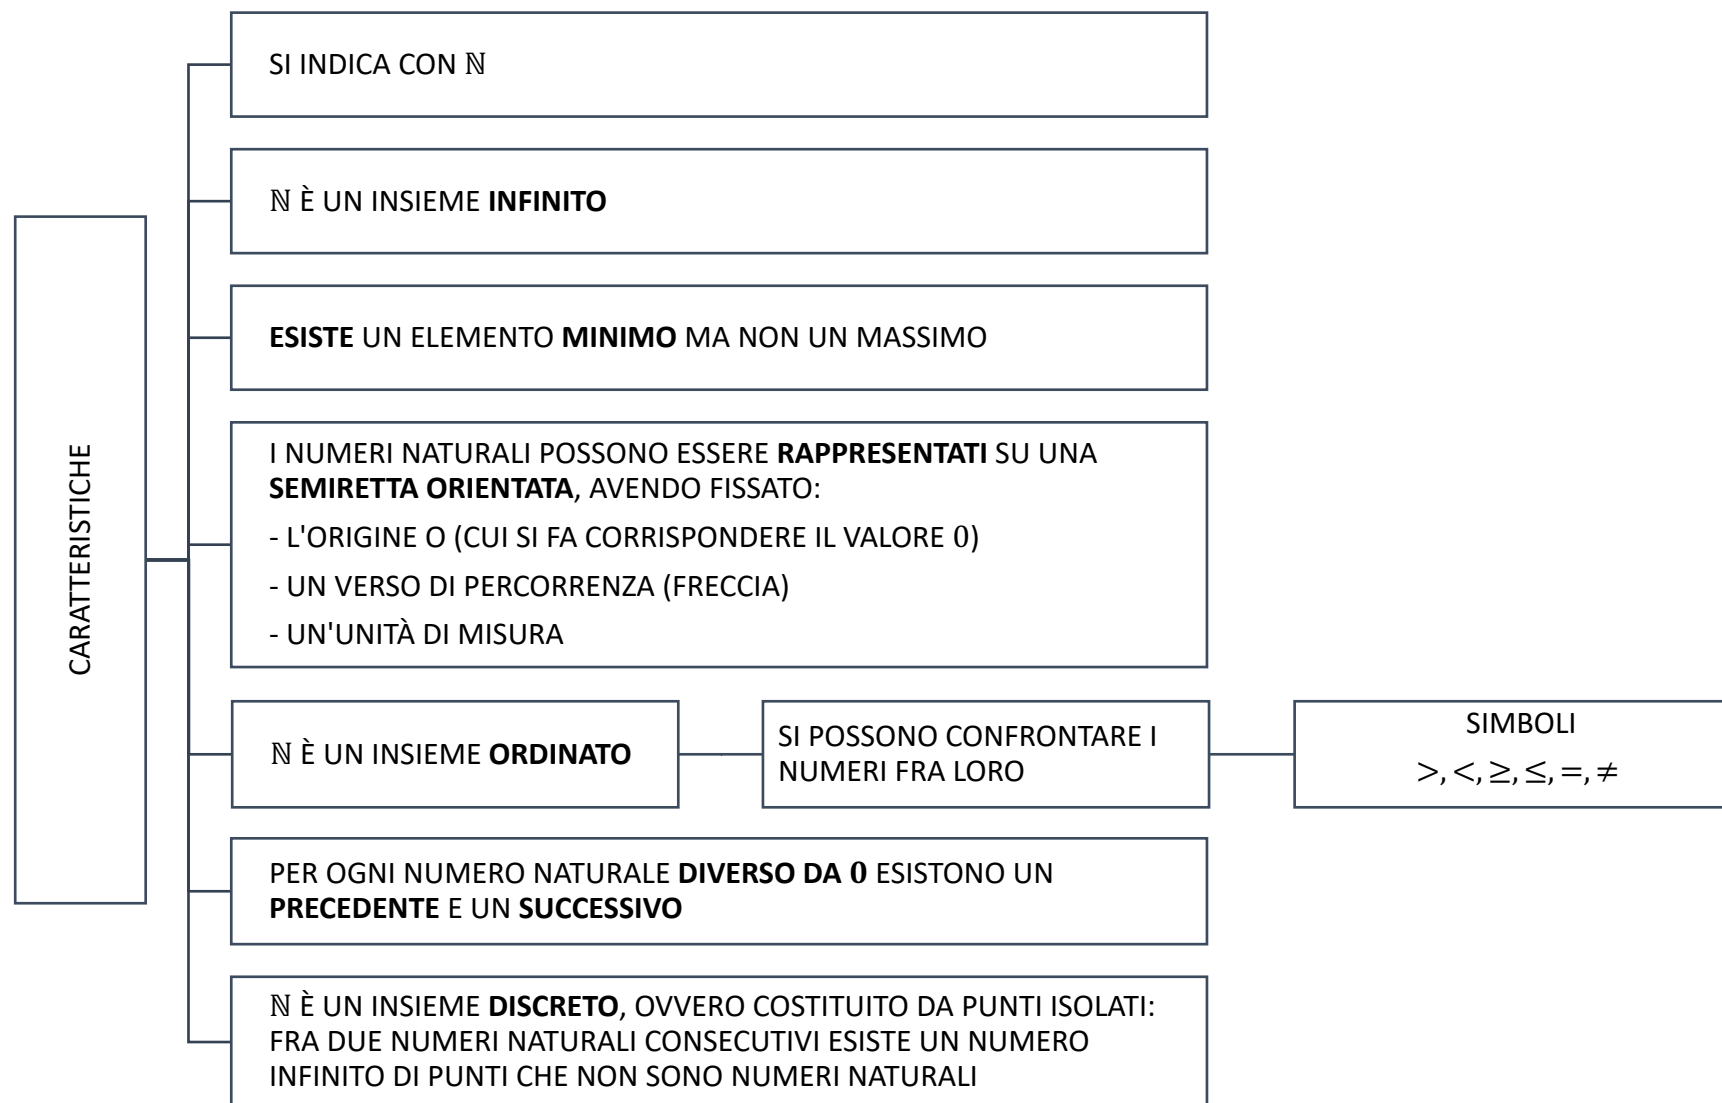 SI INDICA CON ℕ
ℕ È UN INSIEME INFINITO
ESISTE UN ELEMENTO MINIMO MA NON UN MASSIMO
CARATTERISTICHE
I NUMERI NATURALI POSSONO ESSERE RAPPRESENTATI SU UNA
SEMIRETTA ORIENTATA, AVENDO FISSATO:
- L'ORIGINE O (CUI SI FA CORRISPONDERE IL VALORE 0)
- UN VERSO DI PERCORRENZA (FRECCIA)
- UN'UNITÀ DI MISURA
ℕ È UN INSIEME ORDINATO
SI POSSONO CONFRONTARE I
NUMERI FRA LORO
SIMBOLI
>, <, ≥, ≤, =, ≠
PER OGNI NUMERO NATURALE DIVERSO DA 0 ESISTONO UN
PRECEDENTE E UN SUCCESSIVO
ℕ È UN INSIEME DISCRETO, OVVERO COSTITUITO DA PUNTI ISOLATI:
FRA DUE NUMERI NATURALI CONSECUTIVI ESISTE UN NUMERO
INFINITO DI PUNTI CHE NON SONO NUMERI NATURALI